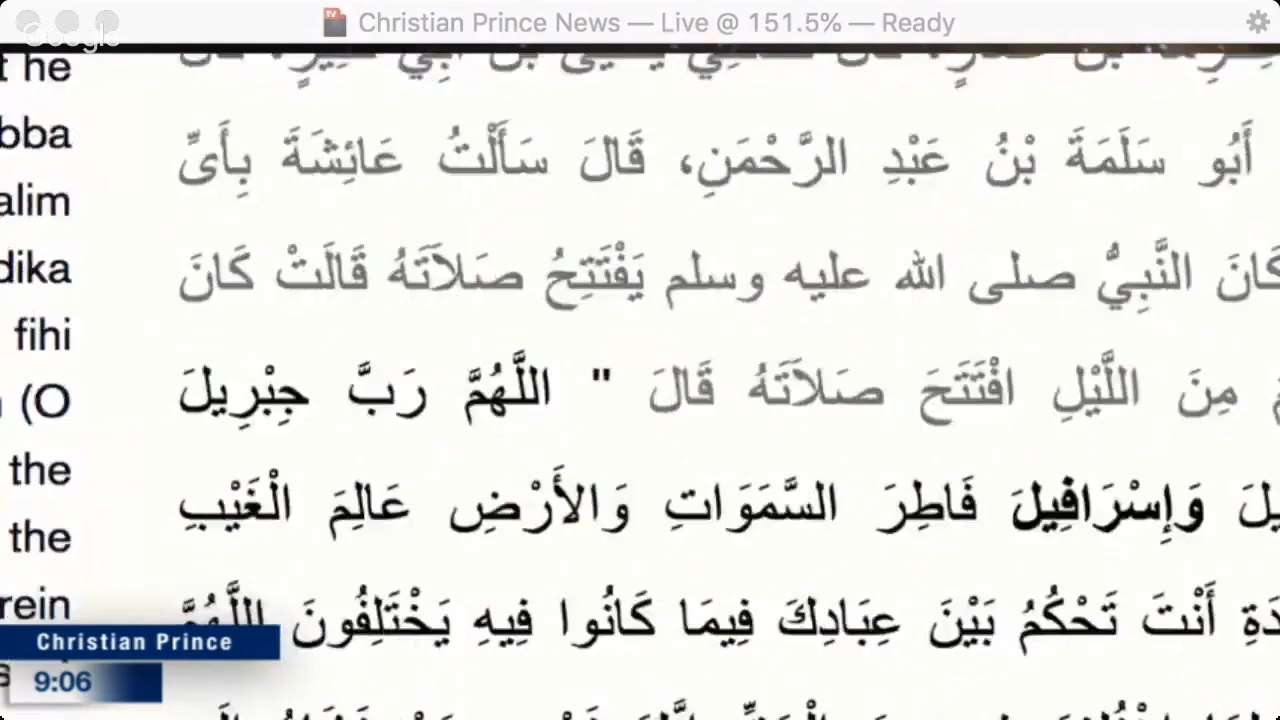 Christian Prince News — Live @ 151.5% — Ready
Google
t he
bba
alim
dika
fihi
(O
the
the
rein
أَبُو سَلَمَةَ بْنُ عَبْدِ الرَّحْمَنِ، قَالَ سَأَلْتُ عَائِشَةَ بِأَىِّ
كَانَ النَّبِيُّ صلى الله عليه وسلم يَفْتَتِحُ صَلاَتَهُ قَالَتْ كَانَ
مِنَ اللَّيْلِ افْتَتَحَ صَلاَتَهُ قَالَ " اللَّهُمَّ رَبَّ جِبْرِيلَ
وَإِسْرَافِيلَ فَاطِرَ السَّمَوَاتِ وَالأَرْضِ عَالِمَ الْغَيْبِ
أَنْتَ تَحْكُمُ بَيْنَ عِبَادِكَ فِيمَا كَانُوا فِيهِ يَخْتَلِفُونَ اللَّهُمَّ
Christian Prince
9:06